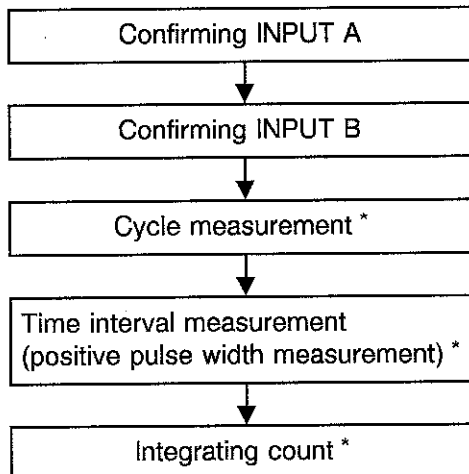 Confirming INPUT A
Confirming INPUT B
Cycle measurement *
Time interval measurement
(positive pulse width measurement) *
Integrating count *